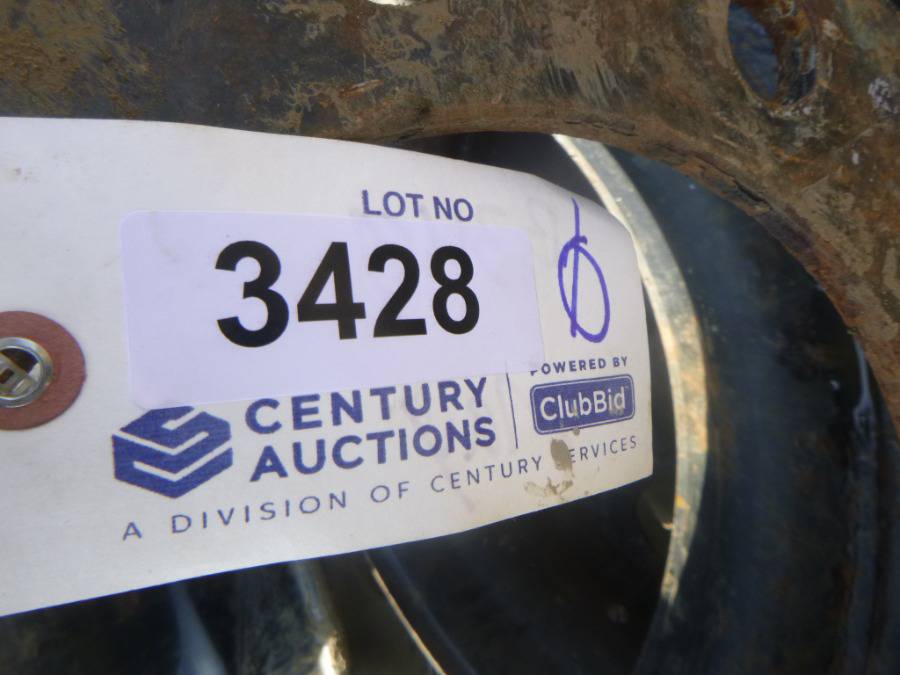 LOT NO
3428
CENTURY
AUCTIONS
POWERED BY
ClubBid
A DIVISION OF CENTURY SERVICES